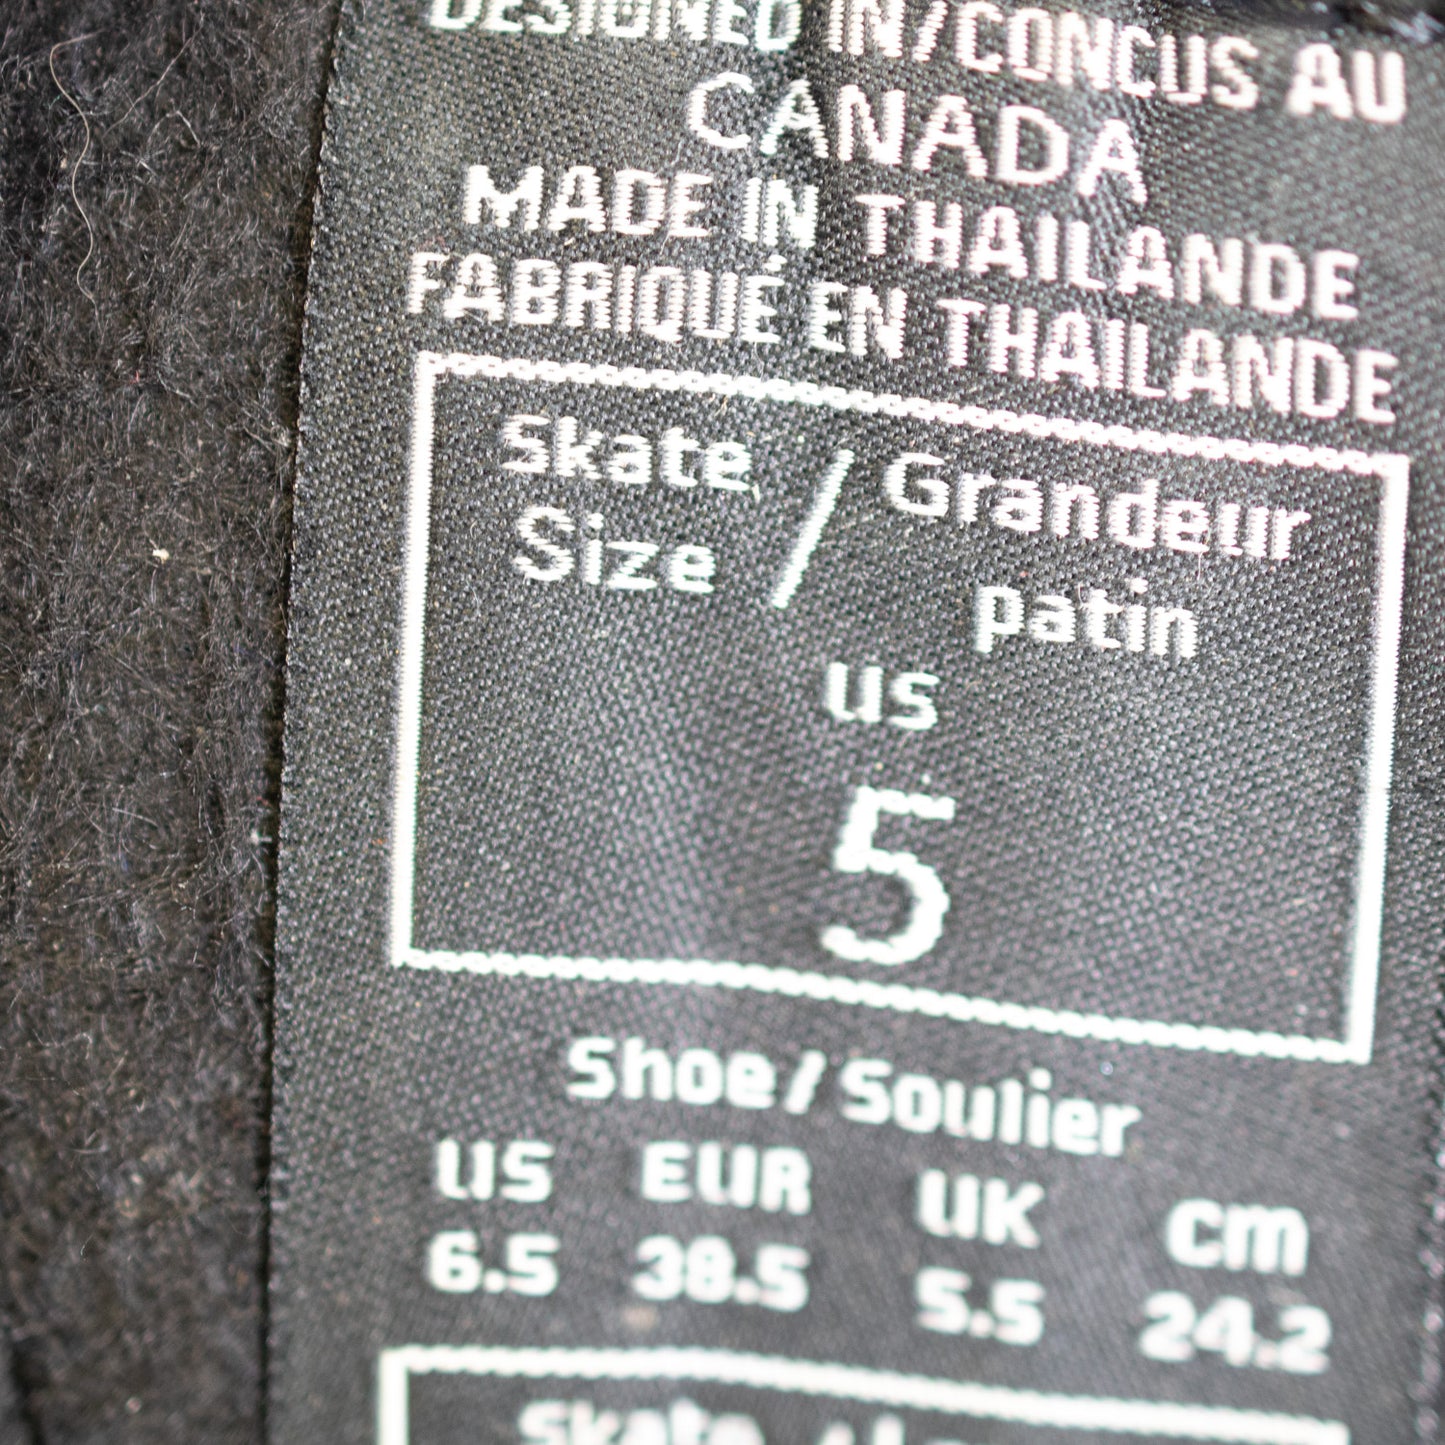 DESIGNED IN/CONCUS AU
CANADA
MADE IN THAILANDE
FABRIQUÉ EN THAILANDE
Skate Size / Grandeur patin
US
5
Shoe/Soulier
US EUR UK cm
6.5 38.5 5.5 24.2
Skate /